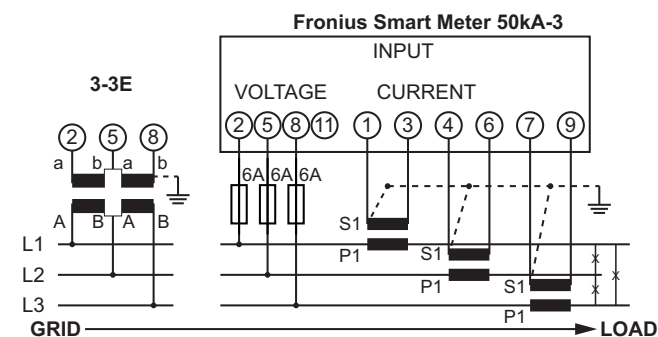 Fronius Smart Meter 50kA-3
INPUT
3-3E
VOLTAGE CURRENT
2 5 8 2 5 8 11 1 3 4 6 7 9
a b a b
6A 6A 6A
A B A B
S1
L1
P1 S1 x
L2 x
P1 S1 x
L3
P1
GRID LOAD